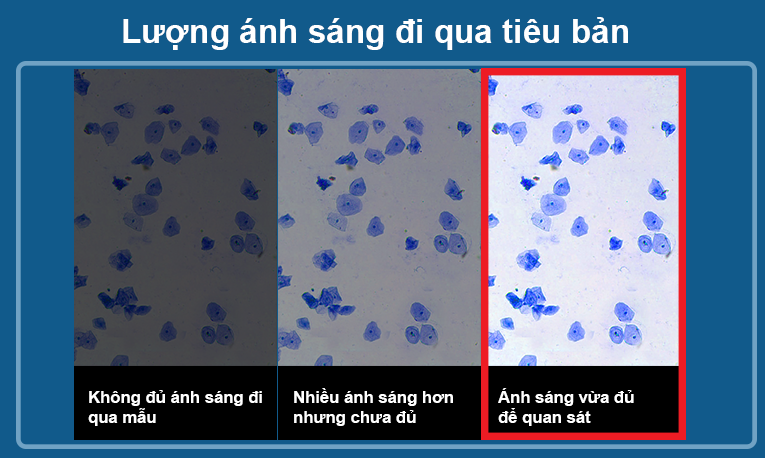 Lượng ánh sáng đi qua tiêu bản
Không đủ ánh sáng đi
qua mẫu
Nhiều ánh sáng hơn
nhưng chưa đủ
Ánh sáng vừa đủ
để quan sát